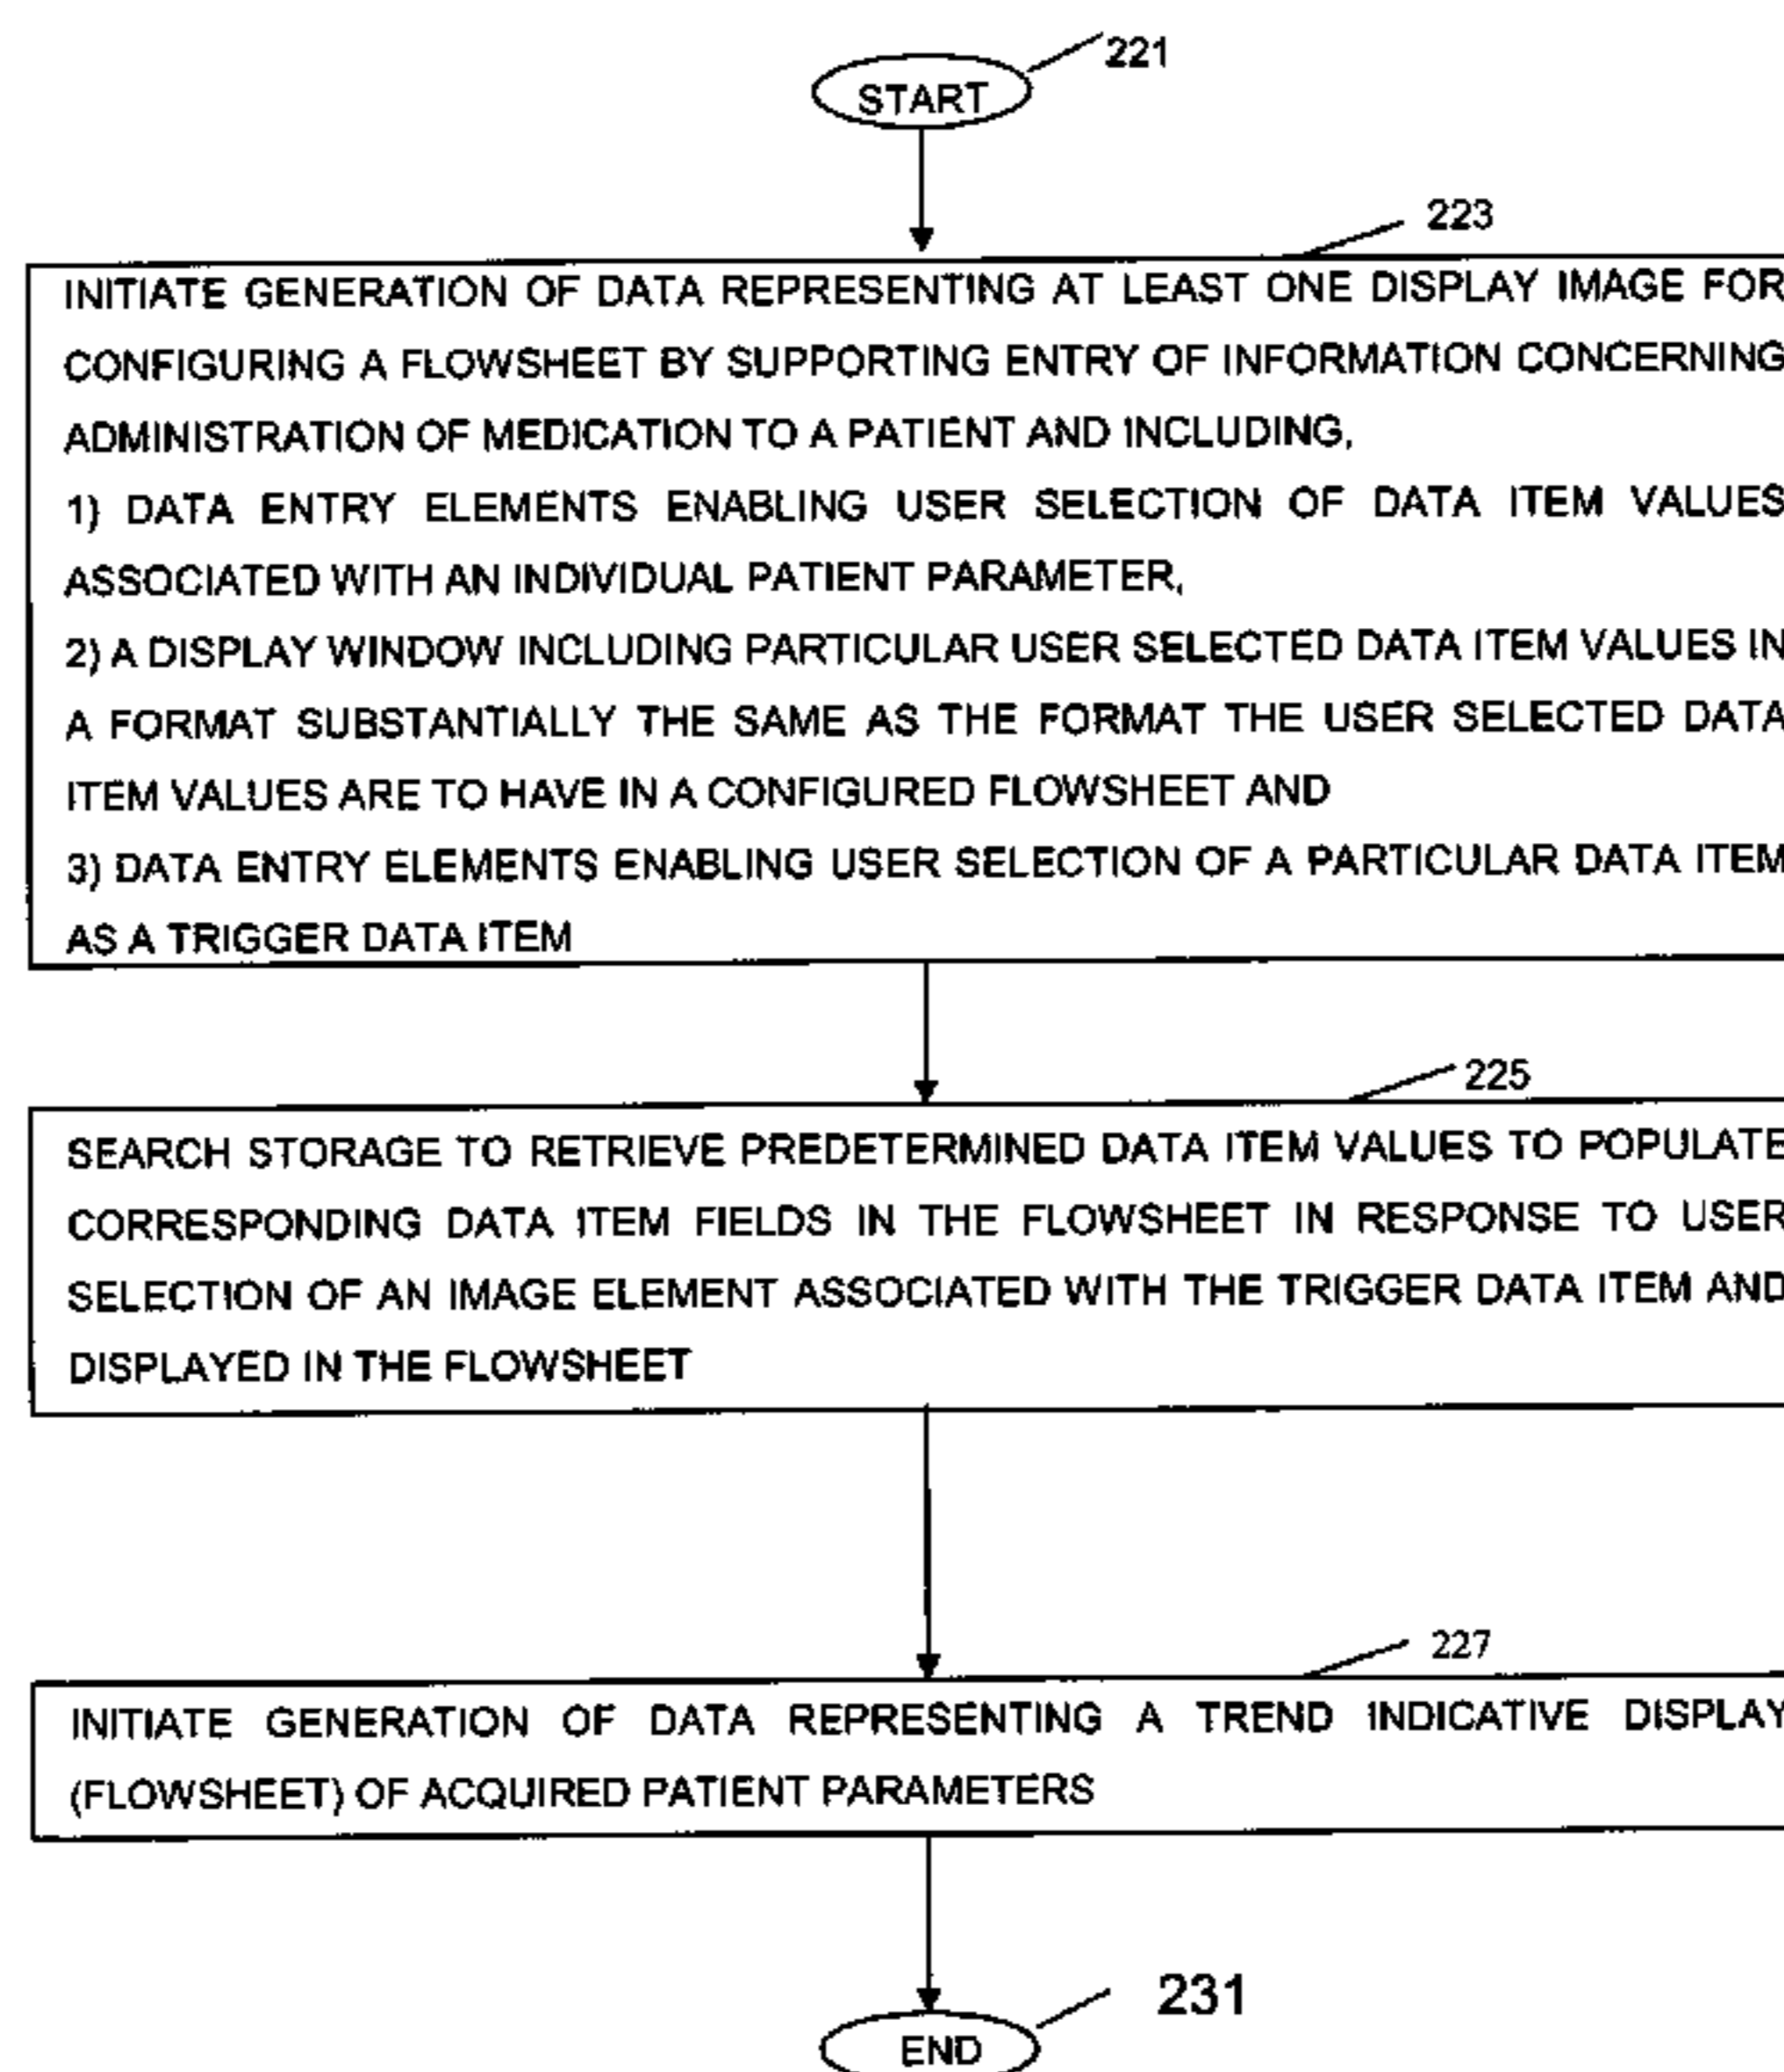 221
START
223
INITIATE GENERATION OF DATA REPRESENTING AT LEAST ONE DISPLAY IMAGE FOR
CONFIGURING A FLOWSHEET BY SUPPORTING ENTRY OF INFORMATION CONCERNING
ADMINISTRATION OF MEDICATION TO A PATIENT AND INCLUDING,
1) DATA ENTRY ELEMENTS ENABLING USER SELECTION OF DATA ITEM VALUES
ASSOCIATED WITH AN INDIVIDUAL PATIENT PARAMETER,
2) A DISPLAY WINDOW INCLUDING PARTICULAR USER SELECTED DATA ITEM VALUES IN
A FORMAT SUBSTANTIALLY THE SAME AS THE FORMAT THE USER SELECTED DATA
ITEM VALUES ARE TO HAVE IN A CONFIGURED FLOWSHEET AND
3) DATA ENTRY ELEMENTS ENABLING USER SELECTION OF A PARTICULAR DATA ITEM
AS A TRIGGER DATA ITEM
225
SEARCH STORAGE TO RETRIEVE PREDETERMINED DATA ITEM VALUES TO POPULATE
CORRESPONDING DATA ITEM FIELDS IN THE FLOWSHEET IN RESPONSE TO USER
SELECTION OF AN IMAGE ELEMENT ASSOCIATED WITH THE TRIGGER DATA ITEM AND
DISPLAYED IN THE FLOWSHEET
227
INITIATE GENERATION OF DATA REPRESENTING A TREND INDICATIVE DISPLAY
(FLOWSHEET) OF ACQUIRED PATIENT PARAMETERS
231
END